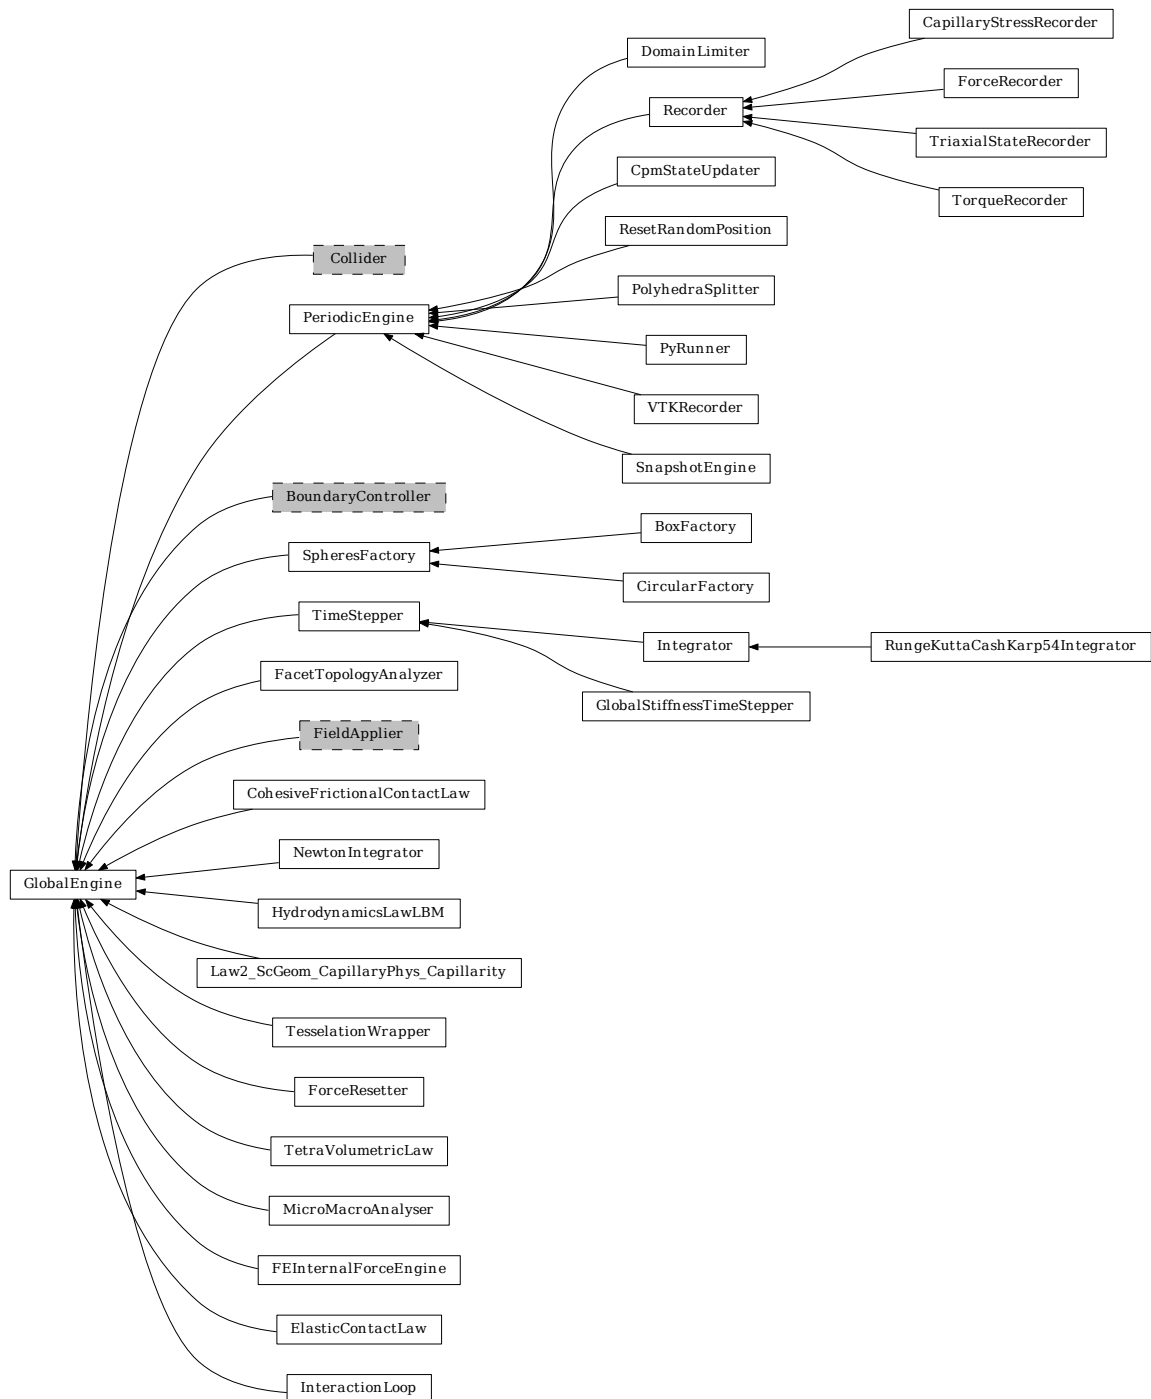 CapillaryStressRecorder
DomainLimiter
ForceRecorder
Recorder
TriaxialStateRecorder
CpmStateUpdater
TorqueRecorder
ResetRandomPosition
Collider
PolyhedraSplitter
PeriodicEngine
PyRunner
VTKRecorder
SnapshotEngine
BoundaryController
BoxFactory
SpheresFactory
CircularFactory
TimeStepper
Integrator
RungeKuttaCashKarp54Integrator
FacetTopologyAnalyzer
GlobalStiffnessTimeStepper
FieldApplier
CohesiveFrictionalContactLaw
NewtonIntegrator
GlobalEngine
HydrodynamicsLawLBM
Law2_ScGeom_CapillaryPhys_Capillarity
TesselationWrapper
ForceResetter
TetraVolumetricLaw
MicroMacroAnalyser
FEInternalForceEngine
ElasticContactLaw
InteractionLoop